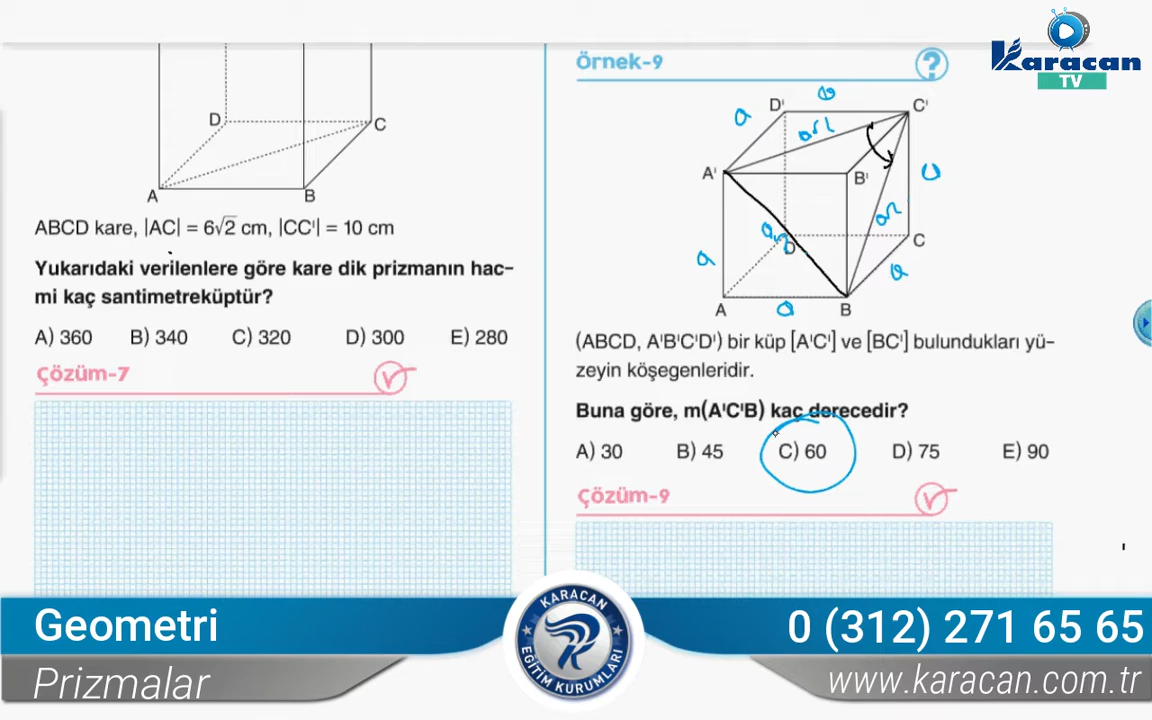 Karacan
TV
D
C
A
B
ABCD kare, |AC| = 6√2 cm, |CC'| = 10 cm
Yukarıdaki verilenlere göre kare dik prizmanın hac-
mi kaç santimetreküptür?
A) 360 B) 340 C) 320 D) 300 E) 280
Çözüm-7
Örnek-9
?
D' a C'
a a√2
A' B' a
a√2
a√2 D C
a a
A a B
(ABCD, A'B'C'D') bir küp [A'C'] ve [BC'] bulundukları yü-
zeyin köşegenleridir.
Buna göre, m(A'C'B) kaç derecedir?
A) 30 B) 45 C) 60 D) 75 E) 90
Çözüm-9
Geometri
Prizmalar
KARACAN
EĞİTİM KURUMLARI
0 (312) 271 65 65
www.karacan.com.tr